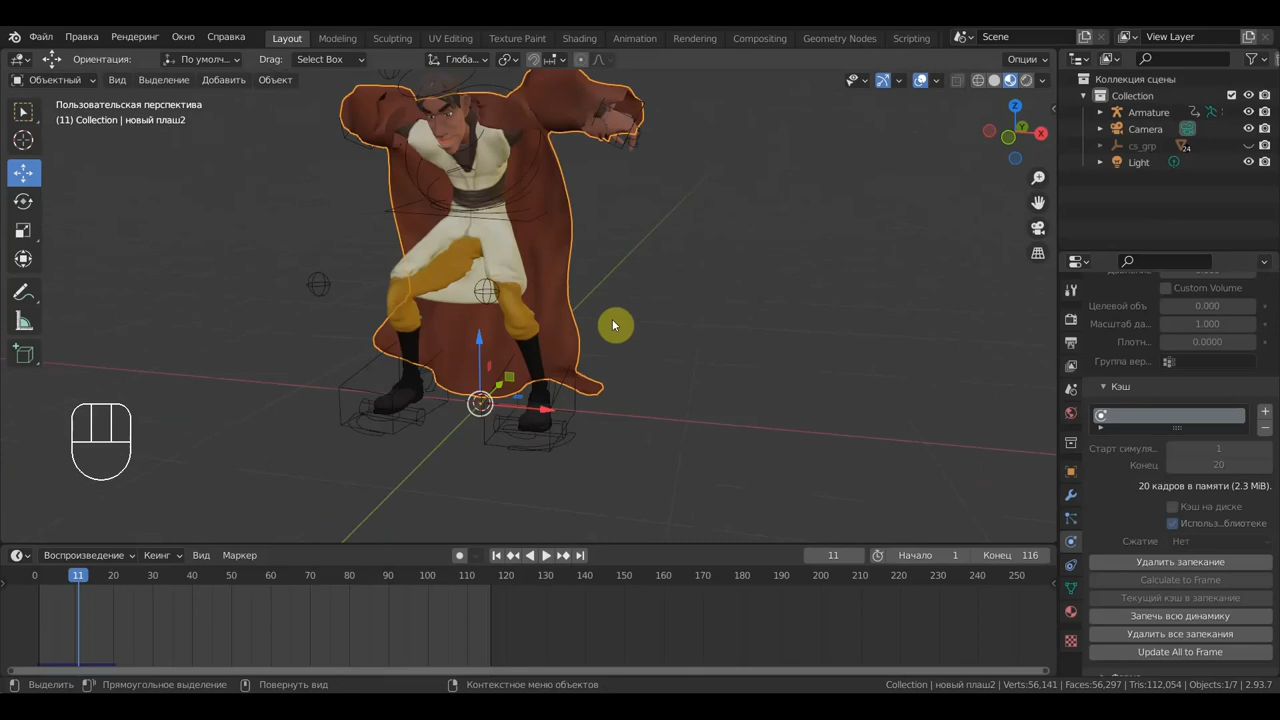 Файл Правка Рендеринг Окно Справка Layout Modeling Sculpting UV Editing Texture Paint Shading Animation Rendering Compositing Geometry Nodes Scripting Scene View Layer
Ориентация: По умолч... Drag: Select Box Глоба... Опции
Объектный Вид Выделение Добавить Объект
Коллекция сцены
Collection
Armature
Camera
cs_grp 24
Light
Пользовательская перспектива
(11) Collection | новый плащ2
Z
Y
X
Custom Volume
Целевой объ 0.000
Масштаб да... 1.000
Плотн... 0.0000
Группа вер...
Кэш
Старт симуля... 1
Конец 20
20 кадров в памяти (2.3 MiB).
Кэш на диске
Использ...блиотеке
Сжатие Нет
Удалить запекание
Calculate to Frame
Текущий кэш в запекание
Запечь всю динамику
Удалить все запекания
Update All to Frame
Воспроизведение Кеинг Вид Маркер 11 Начало 1 Конец 116
0 11 20 30 40 50 60 70 80 90 100 110 120 130 140 150 160 170 180 190 200 210 220 230 240 250
Выделить Прямоугольное выделение Повернуть вид Контекстное меню объектов Collection | новый плащ2 | Verts:56,141 | Faces:56,297 | Tris:112,054 | Objects:1/7 | 2.93.7